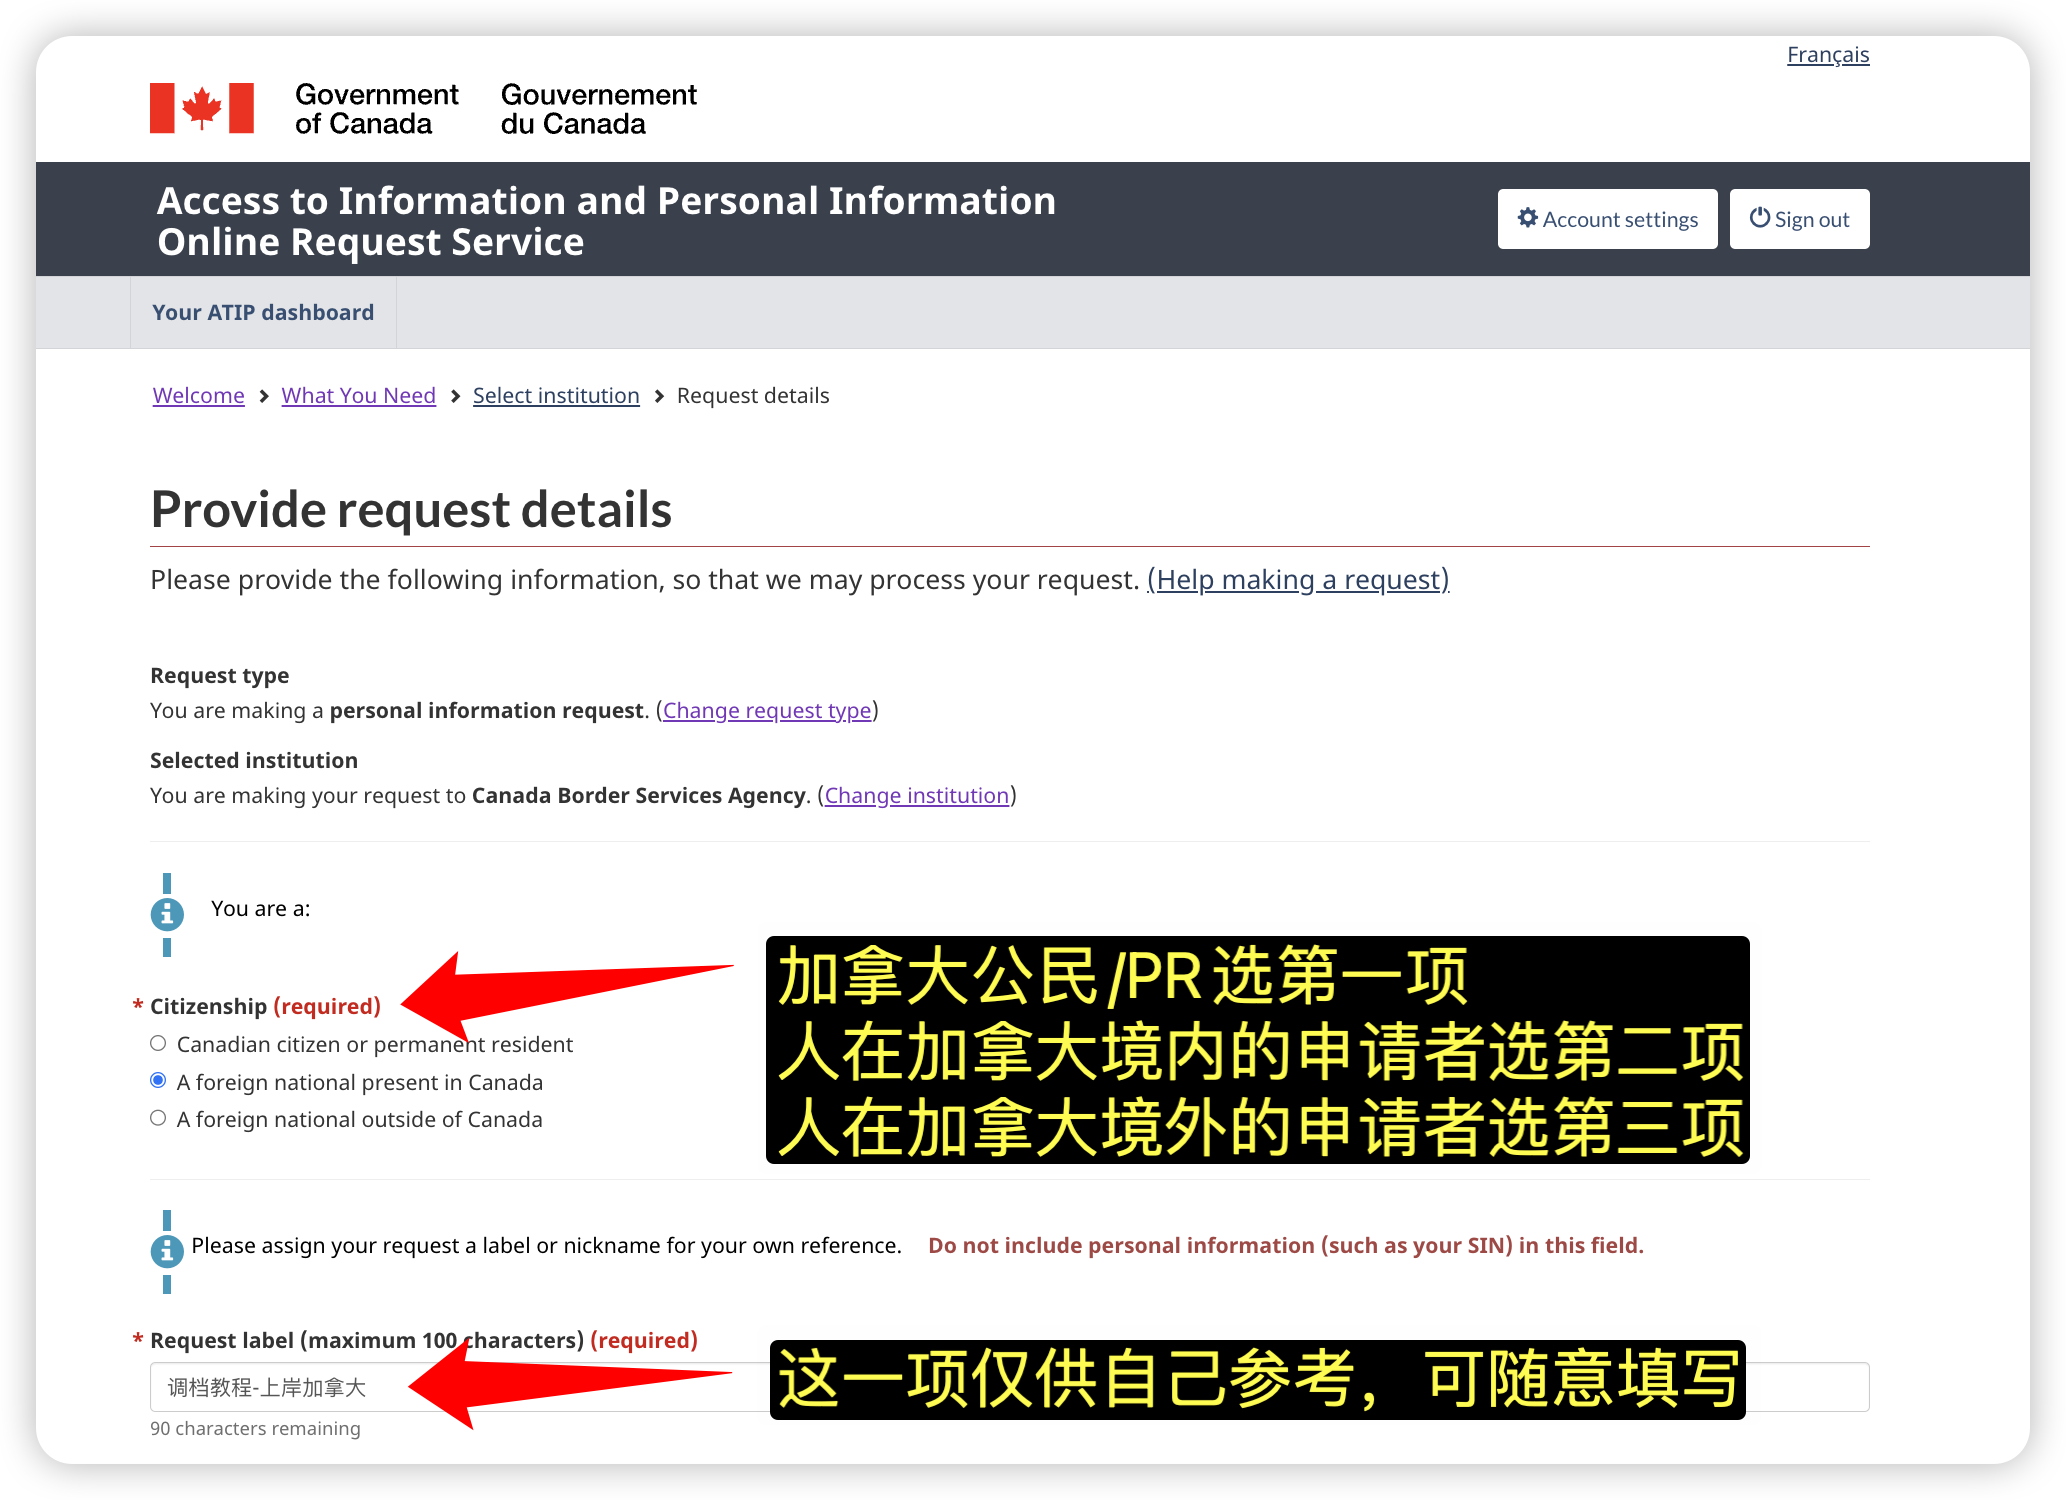 Français
Government of Canada
Gouvernement du Canada
Access to Information and Personal Information
Online Request Service
Account settings
Sign out
Your ATIP dashboard
Welcome > What You Need > Select institution > Request details
Provide request details
Please provide the following information, so that we may process your request. (Help making a request)
Request type
You are making a personal information request. (Change request type)
Selected institution
You are making your request to Canada Border Services Agency. (Change institution)
You are a:
* Citizenship (required)
Canadian citizen or permanent resident
A foreign national present in Canada
A foreign national outside of Canada
加拿大公民/PR选第一项
人在加拿大境内的申请者选第二项
人在加拿大境外的申请者选第三项
Please assign your request a label or nickname for your own reference. Do not include personal information (such as your SIN) in this field.
* Request label (maximum 100 characters) (required)
调档教程-上岸加拿大
这一项仅供自己参考，可随意填写
90 characters remaining